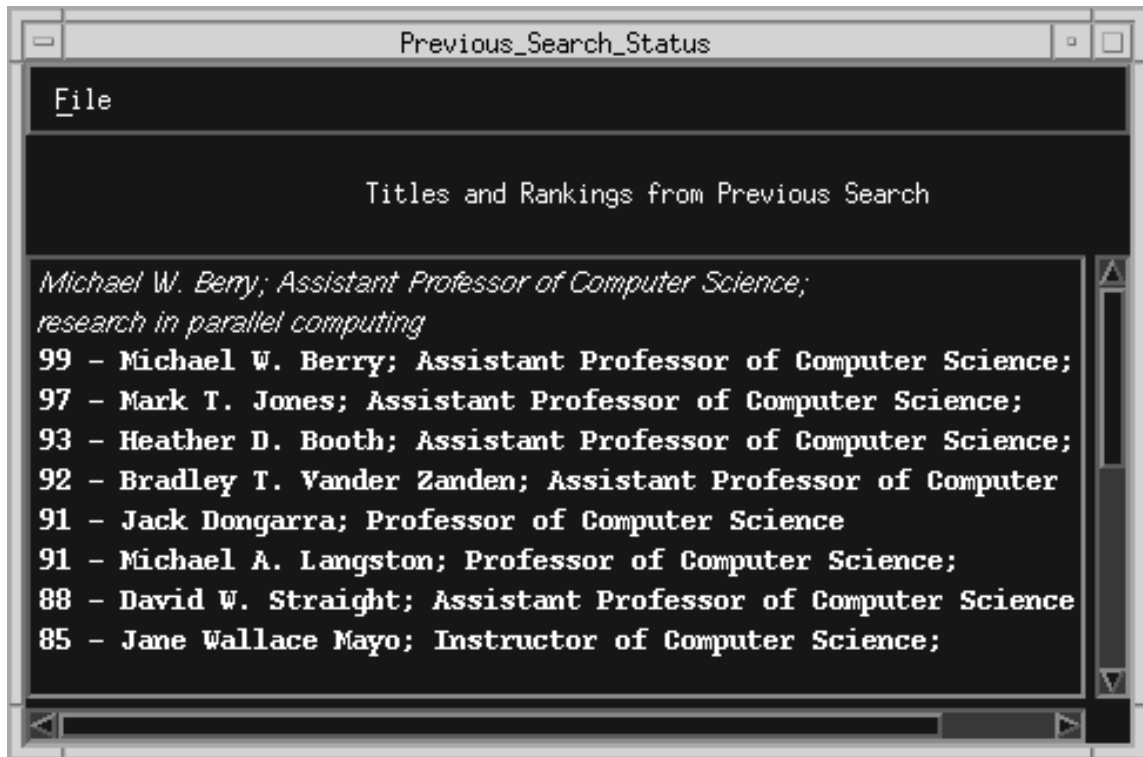 Previous_Search_Status
File
Titles and Rankings from Previous Search
Michael W. Berry; Assistant Professor of Computer Science;
research in parallel computing
99 – Michael W. Berry; Assistant Professor of Computer Science;
97 – Mark T. Jones; Assistant Professor of Computer Science;
93 – Heather D. Booth; Assistant Professor of Computer Science;
92 – Bradley T. Vander Zanden; Assistant Professor of Computer
91 – Jack Dongarra; Professor of Computer Science
91 – Michael A. Langston; Professor of Computer Science;
88 – David W. Straight; Assistant Professor of Computer Science
85 – Jane Wallace Mayo; Instructor of Computer Science;